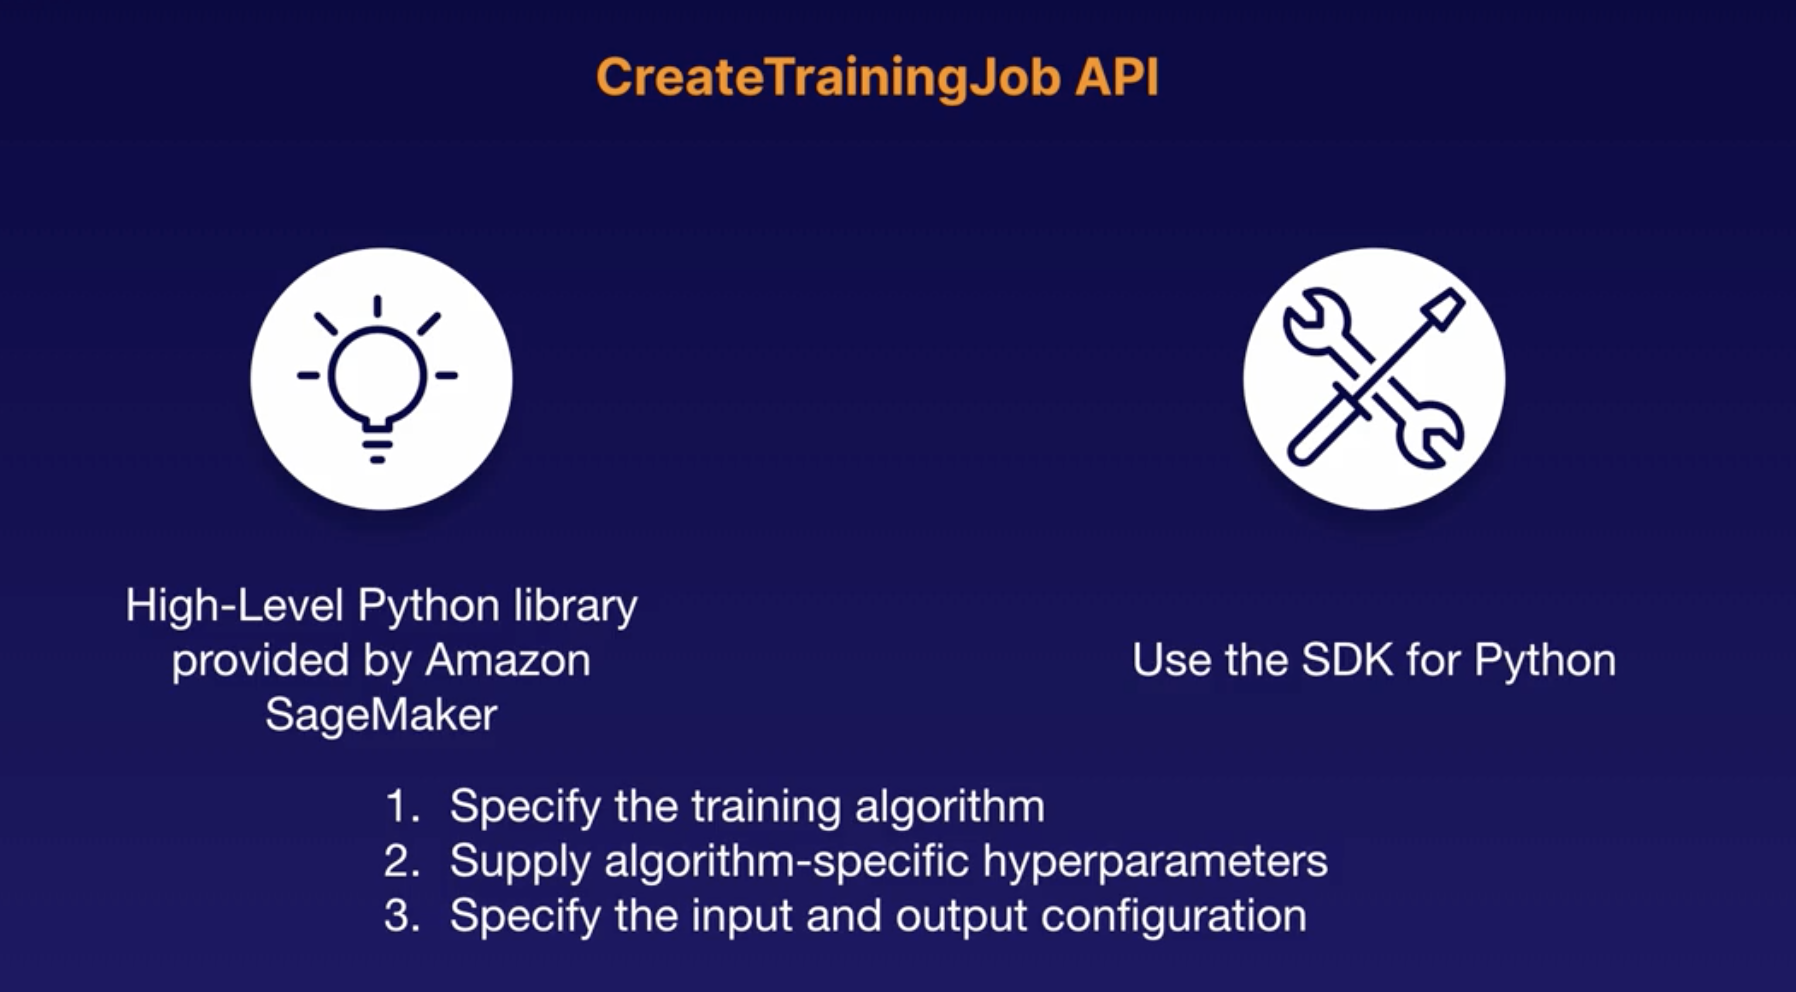 CreateTrainingJob API
High-Level Python library
provided by Amazon
SageMaker
Use the SDK for Python
1. Specify the training algorithm
2. Supply algorithm-specific hyperparameters
3. Specify the input and output configuration